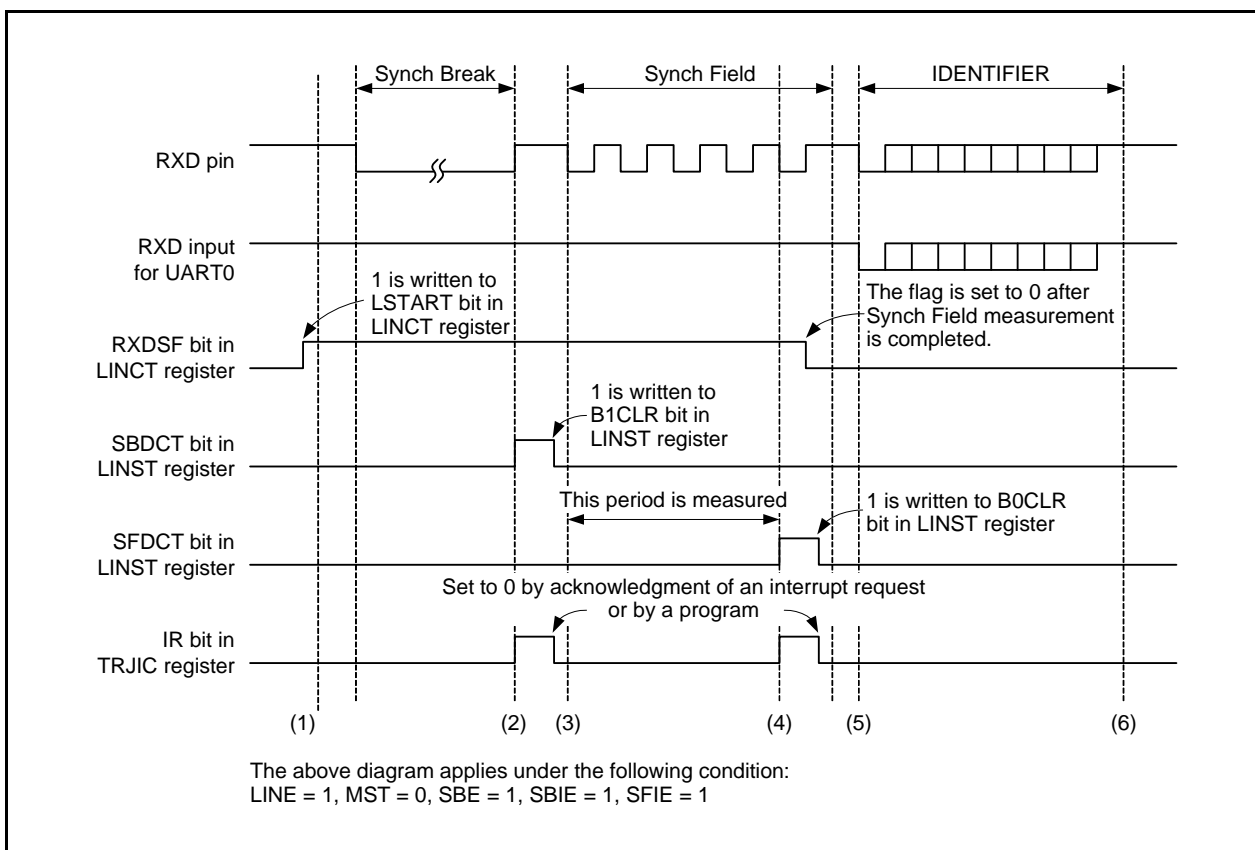 Synch Break
Synch Field
IDENTIFIER
RXD pin
RXD input
for UART0
1 is written to
LSTART bit in
LINCT register
The flag is set to 0 after
Synch Field measurement
is completed.
RXDSF bit in
LINCT register
1 is written to
B1CLR bit in
LINST register
SBDCT bit in
LINST register
This period is measured
1 is written to B0CLR
bit in LINST register
SFDCT bit in
LINST register
Set to 0 by acknowledgment of an interrupt request
or by a program
IR bit in
TRJIC register
(1)
(2)
(3)
(4)
(5)
(6)
The above diagram applies under the following condition:
LINE = 1, MST = 0, SBE = 1, SBIE = 1, SFIE = 1